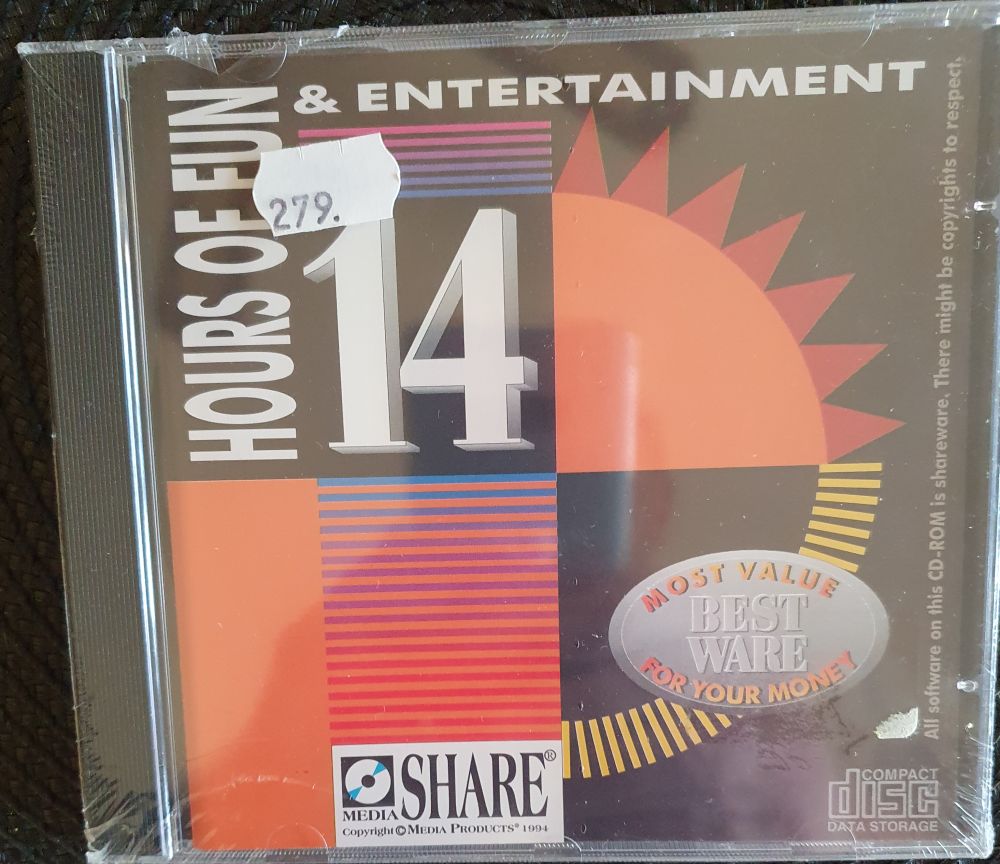 HOURS OF FUN
& ENTERTAINMENT
279.
14
MOST VALUE
BEST
WARE
FOR YOUR MONEY
All software on this CD-ROM is shareware. There might be copyrights to respect.
MEDIA SHARE®
Copyright © MEDIA PRODUCTS® 1994
COMPACT
disc
DATA STORAGE